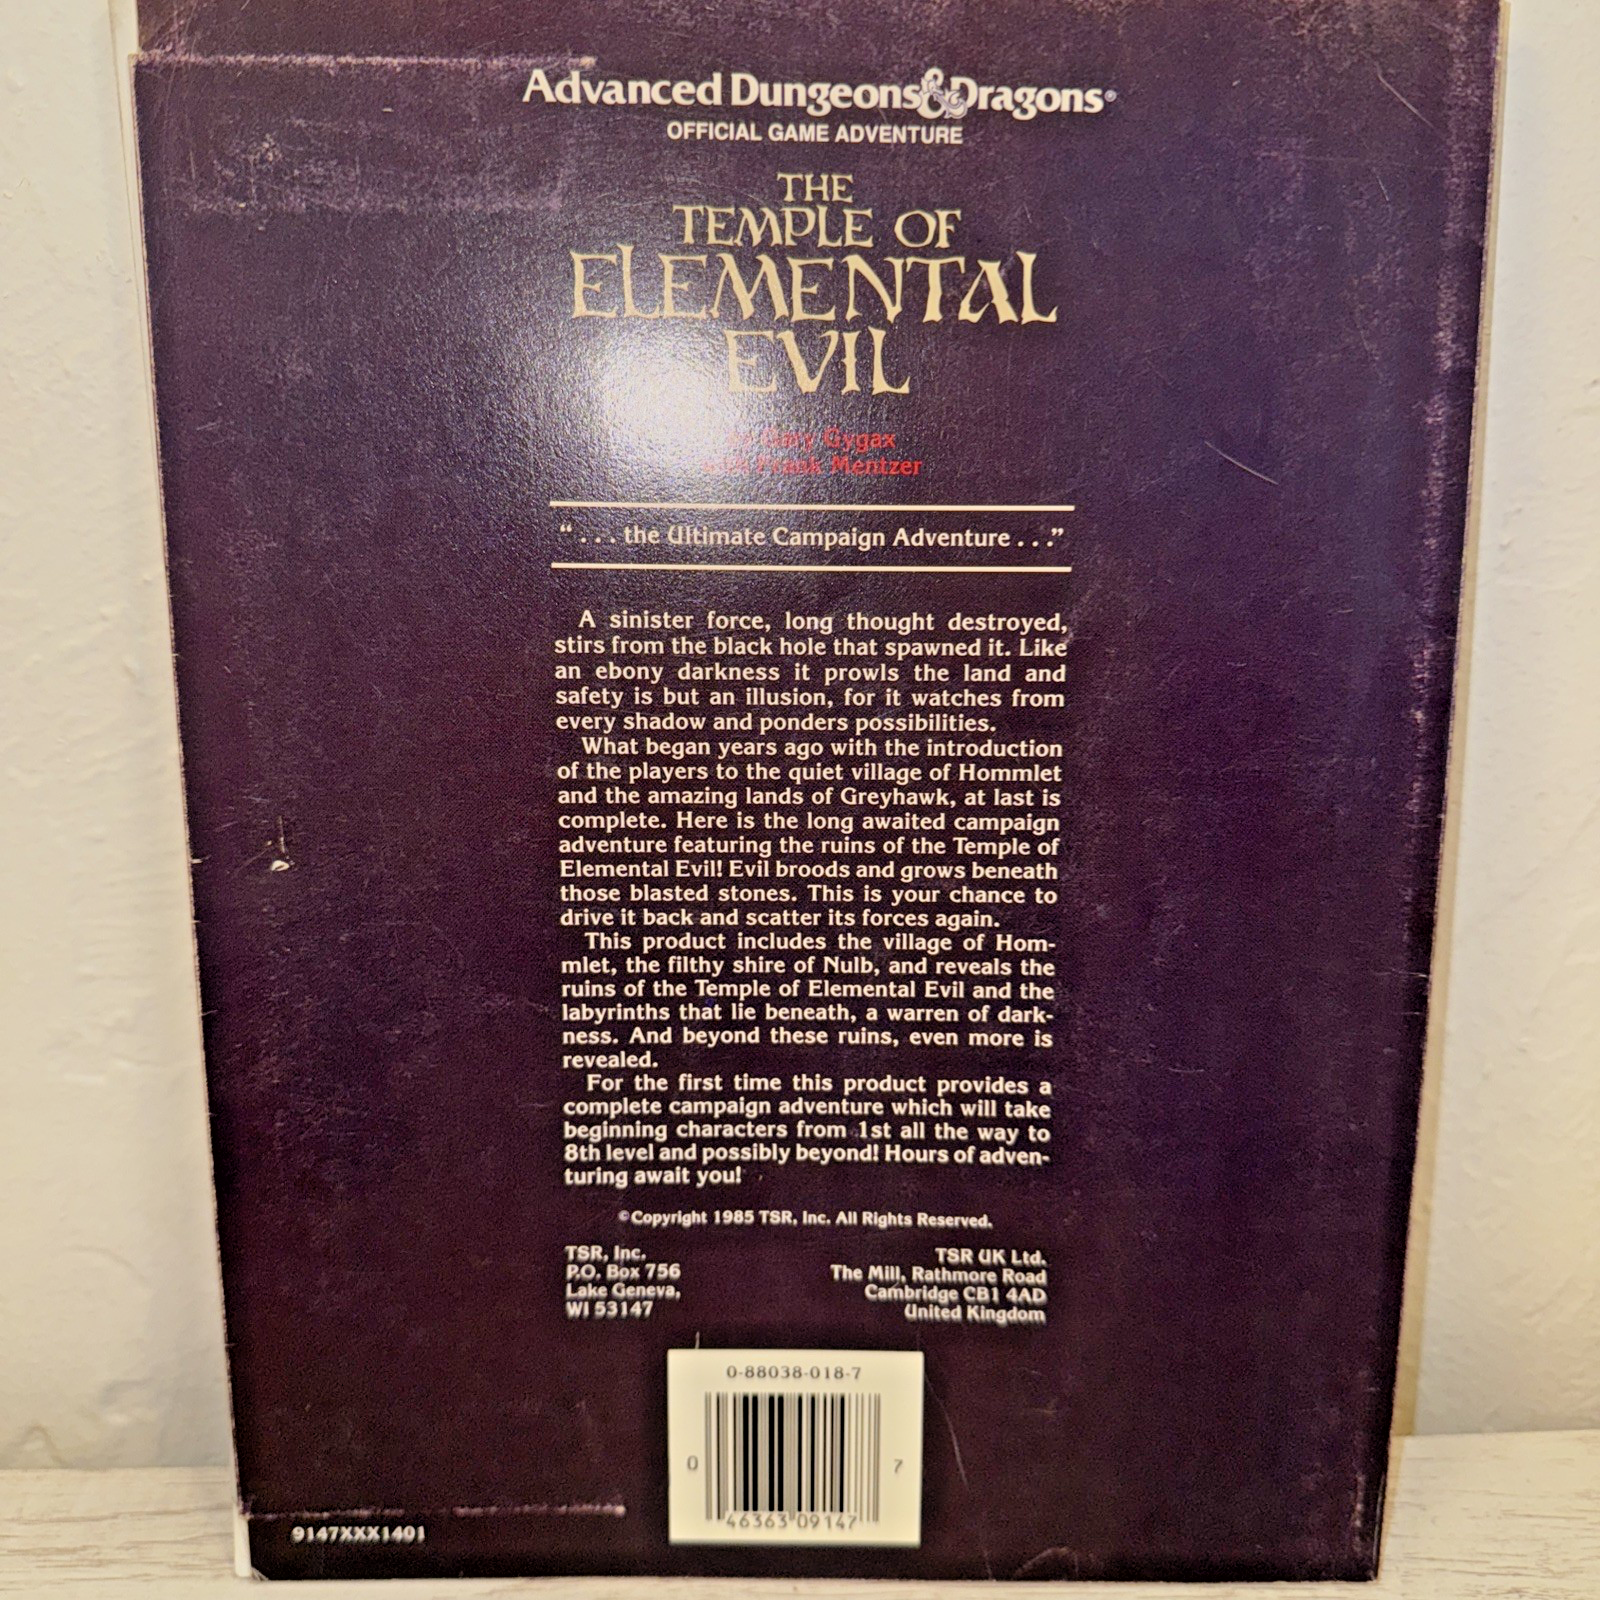 Advanced Dungeons & Dragons®
OFFICIAL GAME ADVENTURE
THE
TEMPLE OF
ELEMENTAL
EVIL
Gary Gygax
Frank Mentzer
“ . . . the Ultimate Campaign Adventure . . .”
A sinister force, long thought destroyed,
stirs from the black hole that spawned it. Like
an ebony darkness it prowls the land and
safety is but an illusion, for it watches from
every shadow and ponders possibilities.
What began years ago with the introduction
of the players to the quiet village of Hommlet
and the amazing lands of Greyhawk, at last is
complete. Here is the long awaited campaign
adventure featuring the ruins of the Temple of
Elemental Evil! Evil broods and grows beneath
those blasted stones. This is your chance to
drive it back and scatter its forces again.
This product includes the village of Hom-
mlet, the filthy shire of Nulb, and reveals the
ruins of the Temple of Elemental Evil and the
labyrinths that lie beneath, a warren of dark-
ness. And beyond these ruins, even more is
revealed.
For the first time this product provides a
complete campaign adventure which will take
beginning characters from 1st all the way to
8th level and possibly beyond! Hours of adven-
turing await you!
©Copyright 1985 TSR, Inc. All Rights Reserved.
TSR, Inc.
P.O. Box 756
Lake Geneva,
WI 53147
TSR UK Ltd.
The Mill, Rathmore Road
Cambridge CB1 4AD
United Kingdom
0-88038-018-7
0 46363 09147 7
9147XXX1401